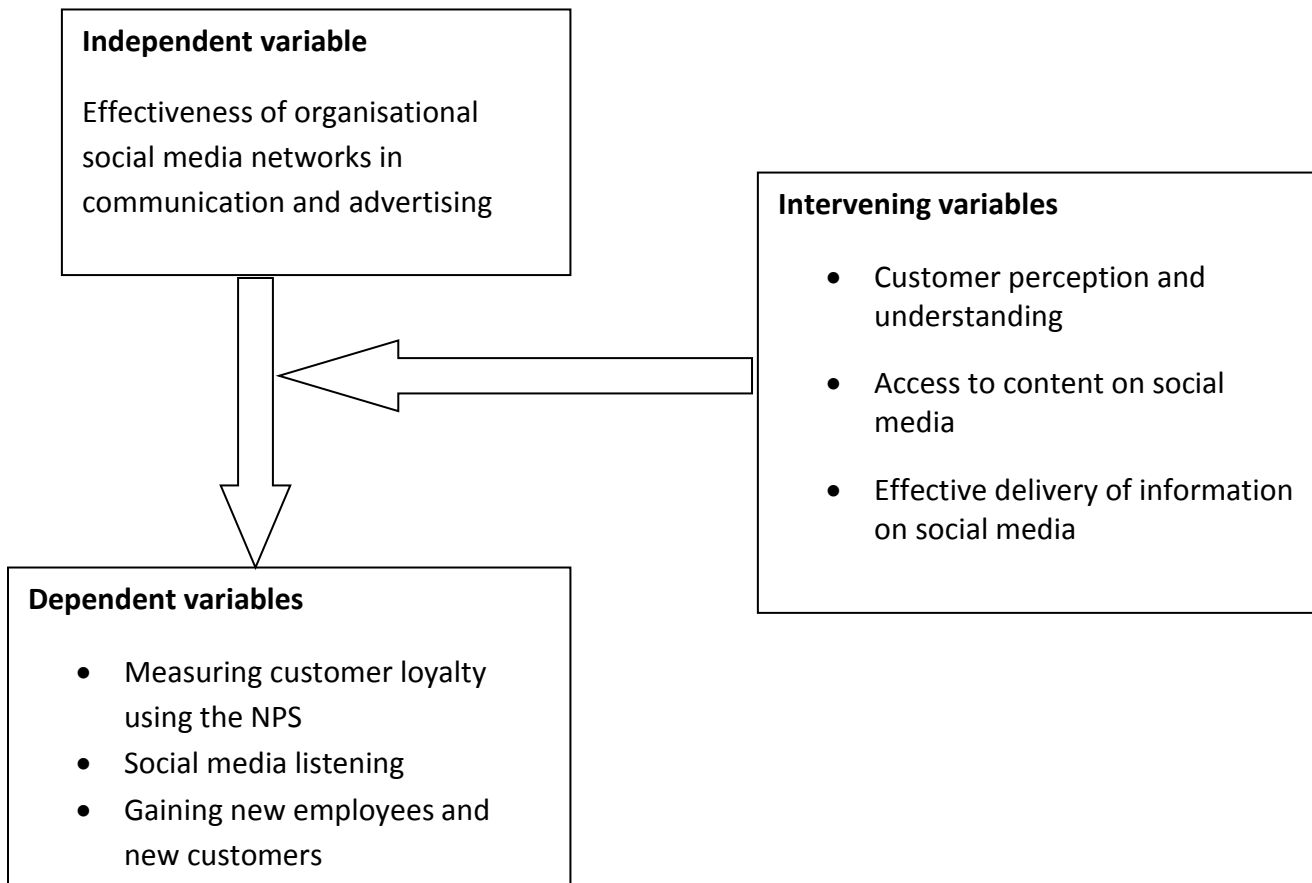 Independent variable
Effectiveness of organisational
social media networks in
communication and advertising
Intervening variables
• Customer perception and
understanding
• Access to content on social
media
• Effective delivery of information
on social media
Dependent variables
• Measuring customer loyalty
using the NPS
• Social media listening
• Gaining new employees and
new customers